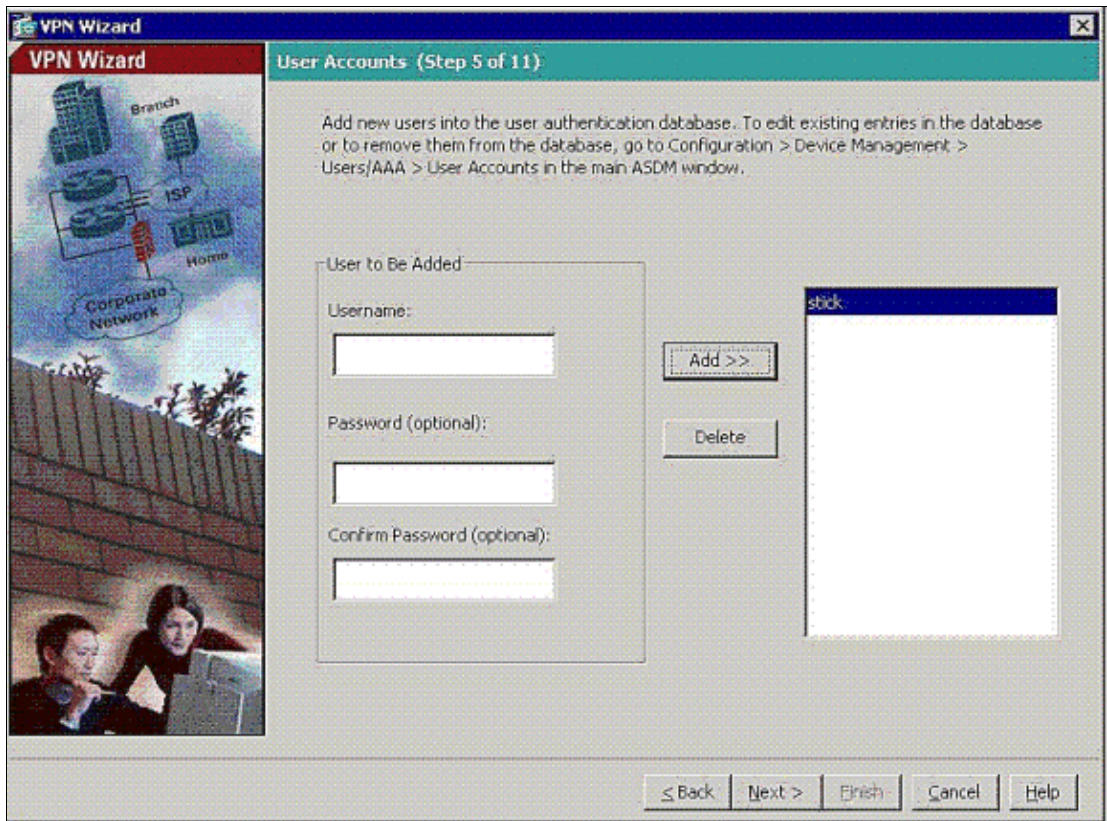 VPN Wizard
VPN Wizard
User Accounts (Step 5 of 11)
Branch
ISP
Home
Corporate
Network
Add new users into the user authentication database. To edit existing entries in the database
or to remove them from the database, go to Configuration > Device Management >
Users/AAA > User Accounts in the main ASDM window.
User to Be Added
Username:
Password (optional):
Confirm Password (optional):
Add >>
Delete
stick
< Back
Next >
Finish
Cancel
Help